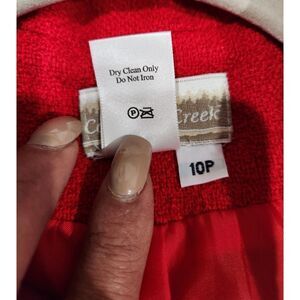 Dry Clean Only
Do Not Iron
P
Creek
10P